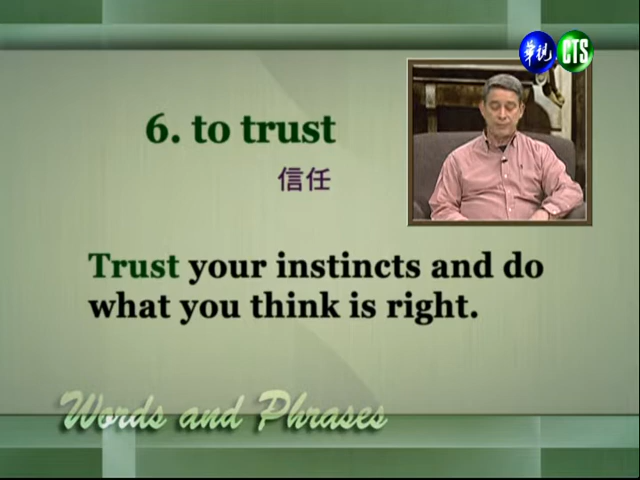 華視 CTS
6. to trust
信任
Trust your instincts and do
what you think is right.
Words and Phrases